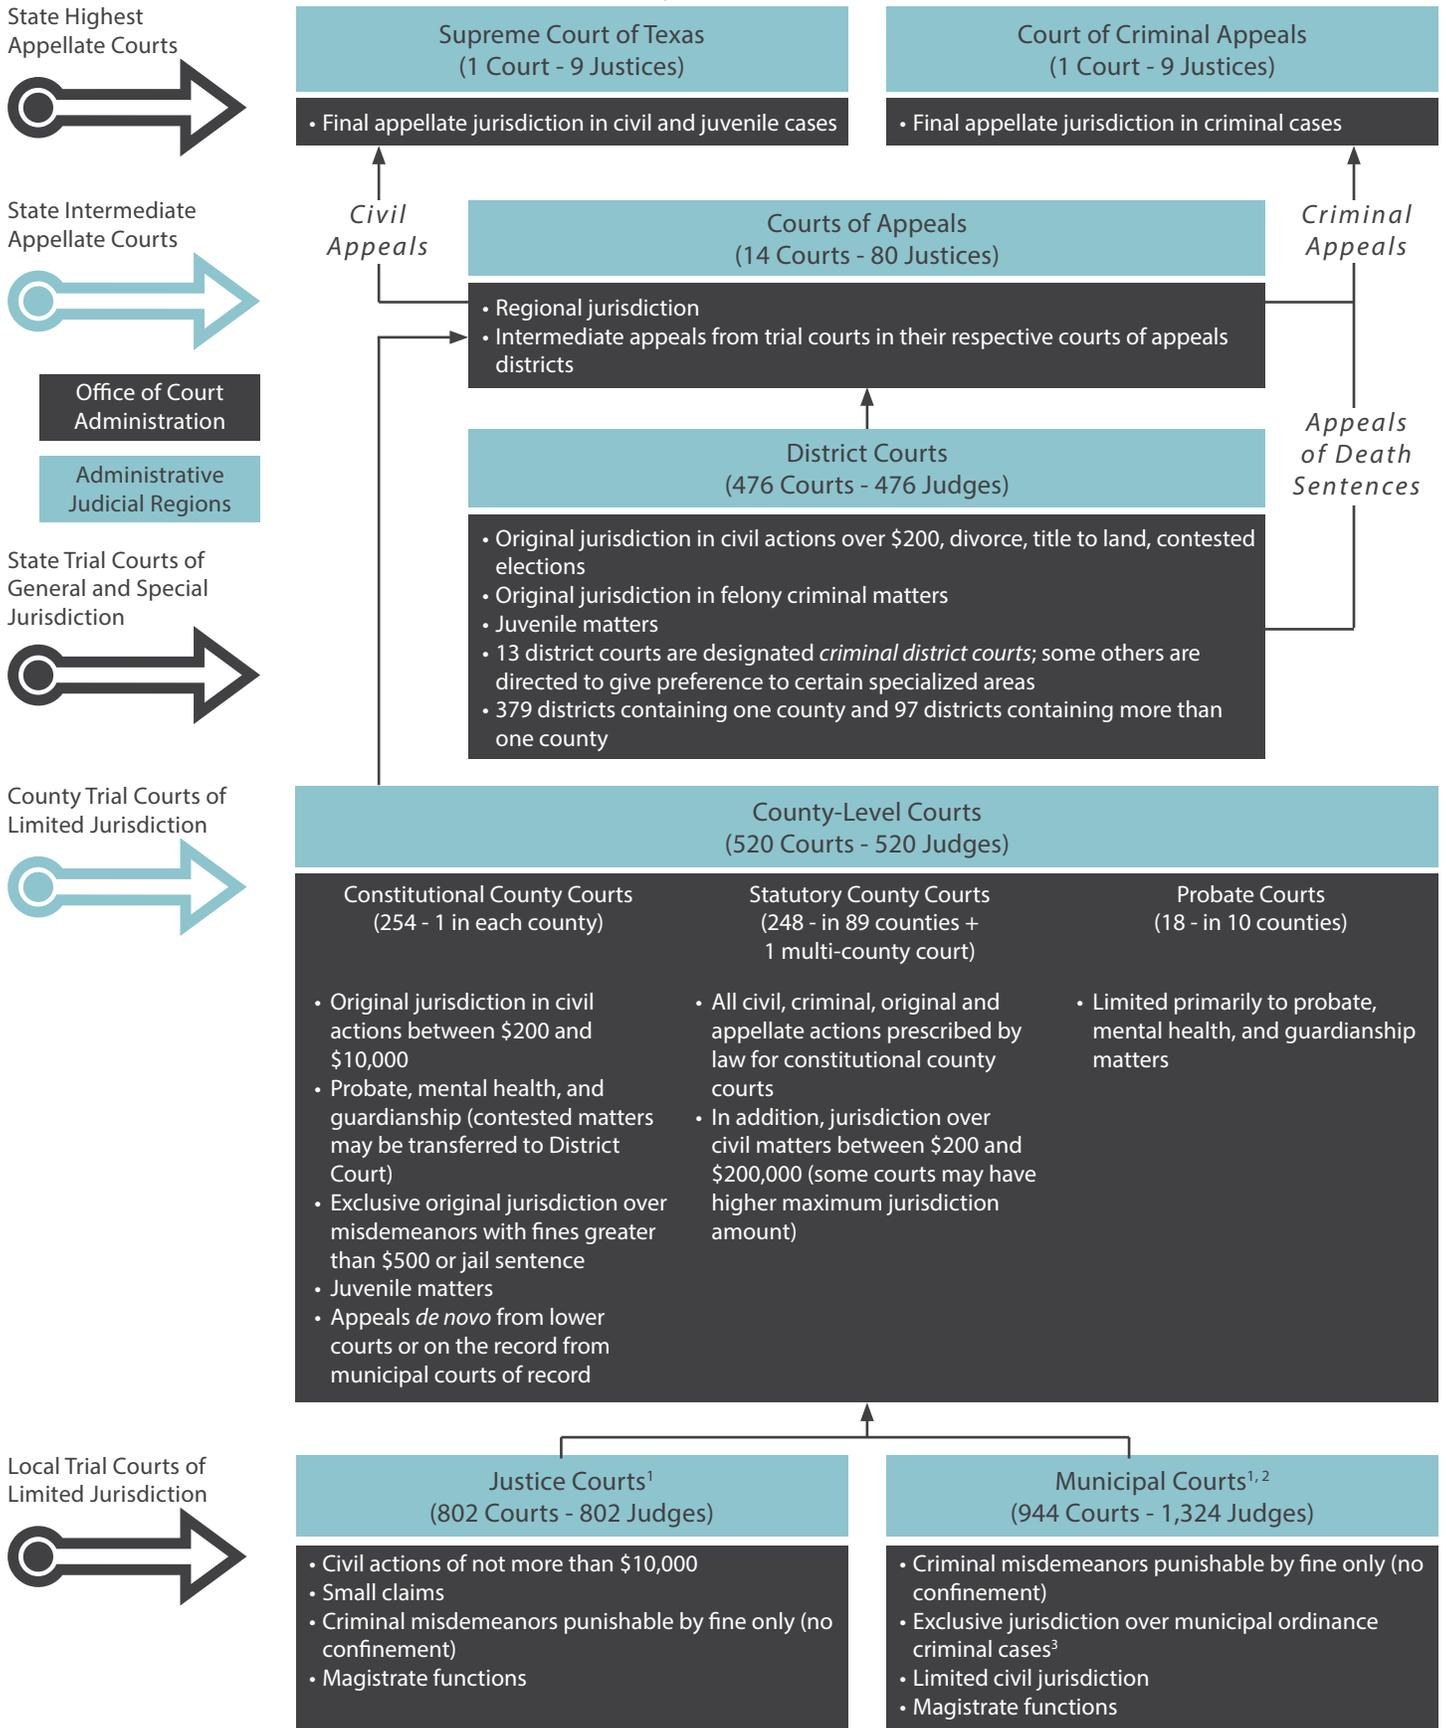 State Highest
Appellate Courts
Supreme Court of Texas
(1 Court - 9 Justices)
• Final appellate jurisdiction in civil and juvenile cases
Court of Criminal Appeals
(1 Court - 9 Justices)
• Final appellate jurisdiction in criminal cases
State Intermediate
Appellate Courts
Civil
Appeals
Courts of Appeals
(14 Courts - 80 Justices)
• Regional jurisdiction
• Intermediate appeals from trial courts in their respective courts of appeals
districts
Criminal
Appeals
Office of Court
Administration
Administrative
Judicial Regions
Appeals
of Death
Sentences
State Trial Courts of
General and Special
Jurisdiction
District Courts
(476 Courts - 476 Judges)
• Original jurisdiction in civil actions over $200, divorce, title to land, contested
elections
• Original jurisdiction in felony criminal matters
• Juvenile matters
• 13 district courts are designated criminal district courts; some others are
directed to give preference to certain specialized areas
• 379 districts containing one county and 97 districts containing more than
one county
County Trial Courts of
Limited Jurisdiction
County-Level Courts
(520 Courts - 520 Judges)
Constitutional County Courts
(254 - 1 in each county)
• Original jurisdiction in civil
actions between $200 and
$10,000
• Probate, mental health, and
guardianship (contested matters
may be transferred to District
Court)
• Exclusive original jurisdiction over
misdemeanors with fines greater
than $500 or jail sentence
• Juvenile matters
• Appeals de novo from lower
courts or on the record from
municipal courts of record
Statutory County Courts
(248 - in 89 counties +
1 multi-county court)
• All civil, criminal, original and
appellate actions prescribed by
law for constitutional county
courts
• In addition, jurisdiction over
civil matters between $200 and
$200,000 (some courts may have
higher maximum jurisdiction
amount)
Probate Courts
(18 - in 10 counties)
• Limited primarily to probate,
mental health, and guardianship
matters
Local Trial Courts of
Limited Jurisdiction
Justice Courts¹
(802 Courts - 802 Judges)
• Civil actions of not more than $10,000
• Small claims
• Criminal misdemeanors punishable by fine only (no
confinement)
• Magistrate functions
Municipal Courts¹˒ ²
(944 Courts - 1,324 Judges)
• Criminal misdemeanors punishable by fine only (no
confinement)
• Exclusive jurisdiction over municipal ordinance
criminal cases³
• Limited civil jurisdiction
• Magistrate functions